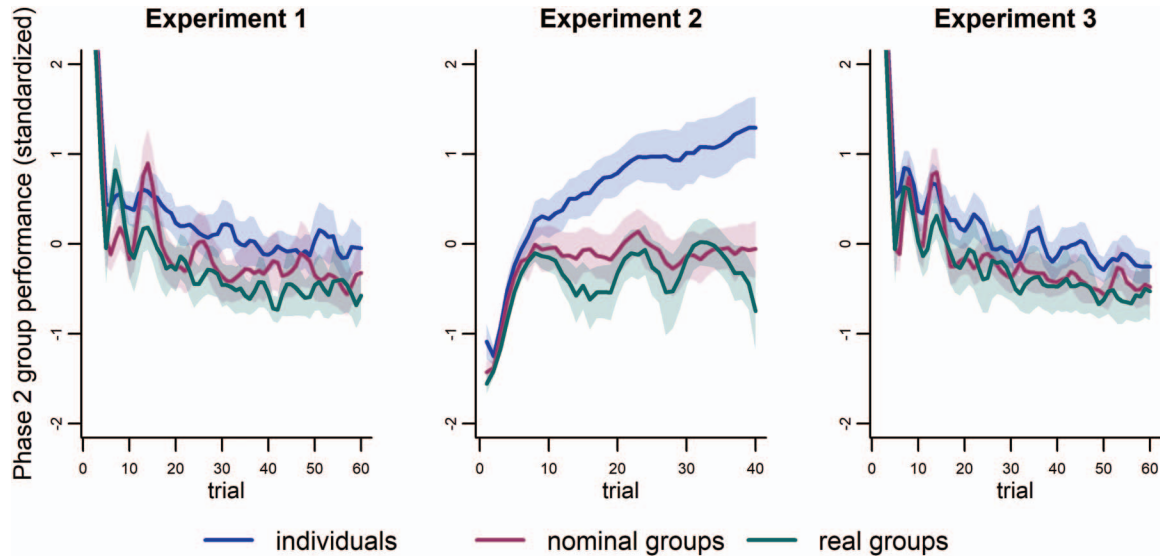 Experiment 1 Experiment 2 Experiment 3
Phase 2 group performance (standardized)
2 2 2
1 1 1
0 0 0
-1 -1 -1
-2 -2 -2
0 10 20 30 40 50 60 0 10 20 30 40 0 10 20 30 40 50 60
trial trial trial
individuals nominal groups real groups